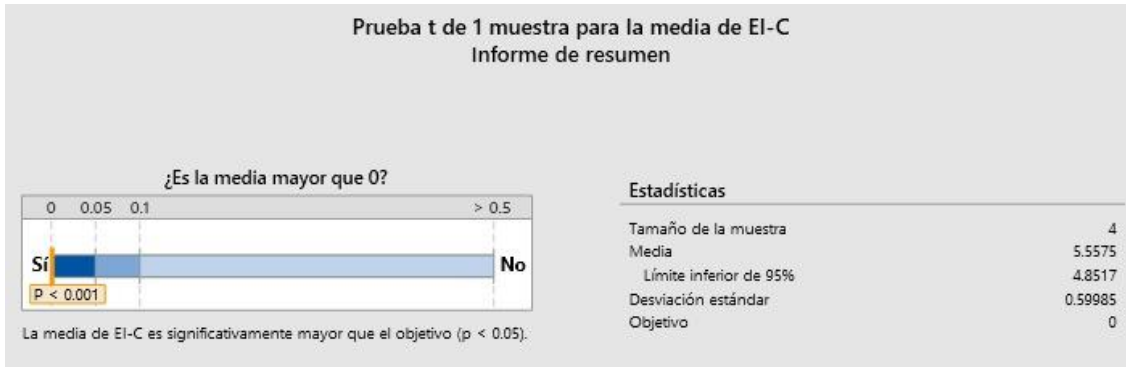 Prueba t de 1 muestra para la media de EI-C
Informe de resumen
¿Es la media mayor que 0?
0 0.05 0.1 > 0.5
Sí No
P < 0.001
La media de EI-C es significativamente mayor que el objetivo (p < 0.05).
Estadísticas
Tamaño de la muestra 4
Media 5.5575
Límite inferior de 95% 4.8517
Desviación estándar 0.59985
Objetivo 0